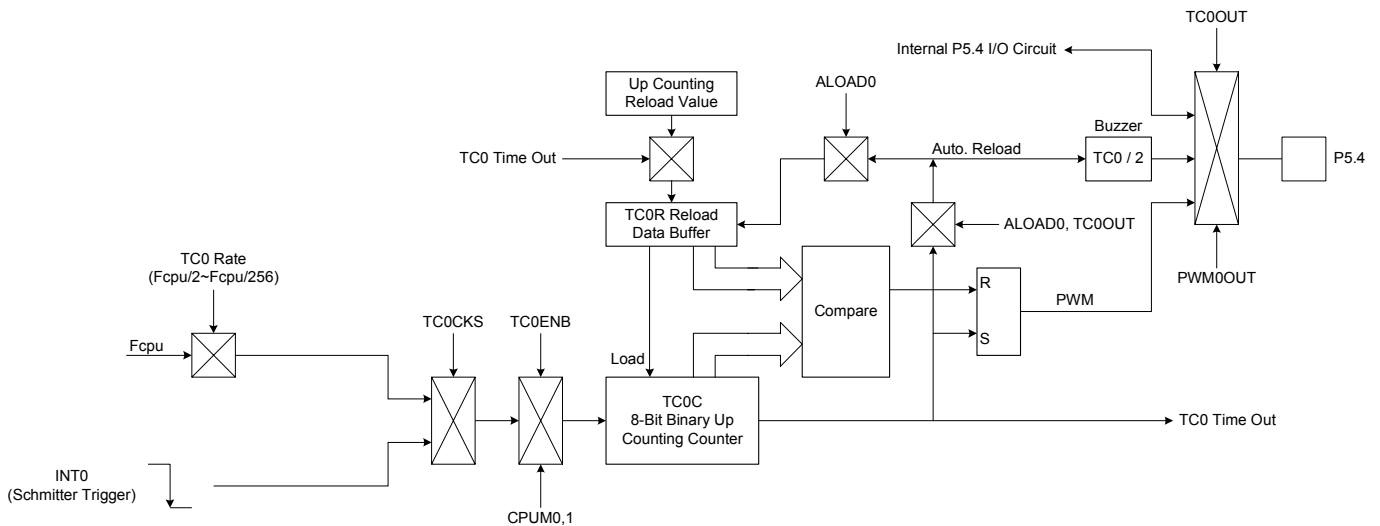 TC0OUT
Internal P5.4 I/O Circuit
Up Counting
Reload Value
ALOAD0
Buzzer
TC0 Time Out
Auto. Reload
TC0 / 2
P5.4
TC0R Reload
Data Buffer
ALOAD0, TC0OUT
TC0 Rate
(Fcpu/2~Fcpu/256)
PWM0OUT
R
PWM
Compare
TC0CKS
TC0ENB
S
Fcpu
Load
TC0C
8-Bit Binary Up
Counting Counter
TC0 Time Out
INT0
(Schmitter Trigger)
CPUM0,1